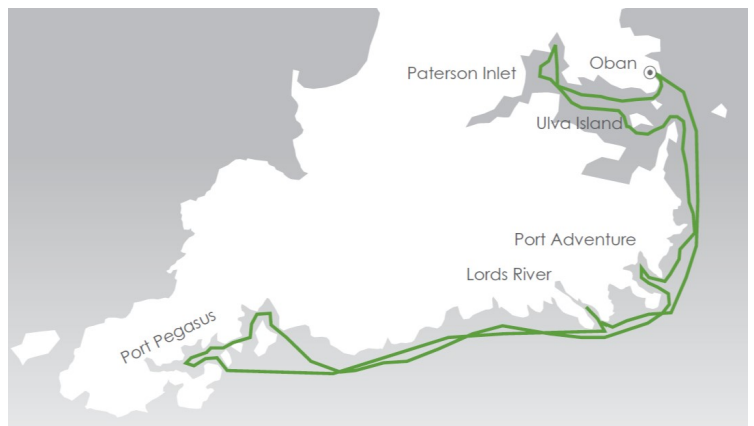 Oban
Paterson Inlet
Ulva Island
Port Adventure
Lords River
Port Pegasus